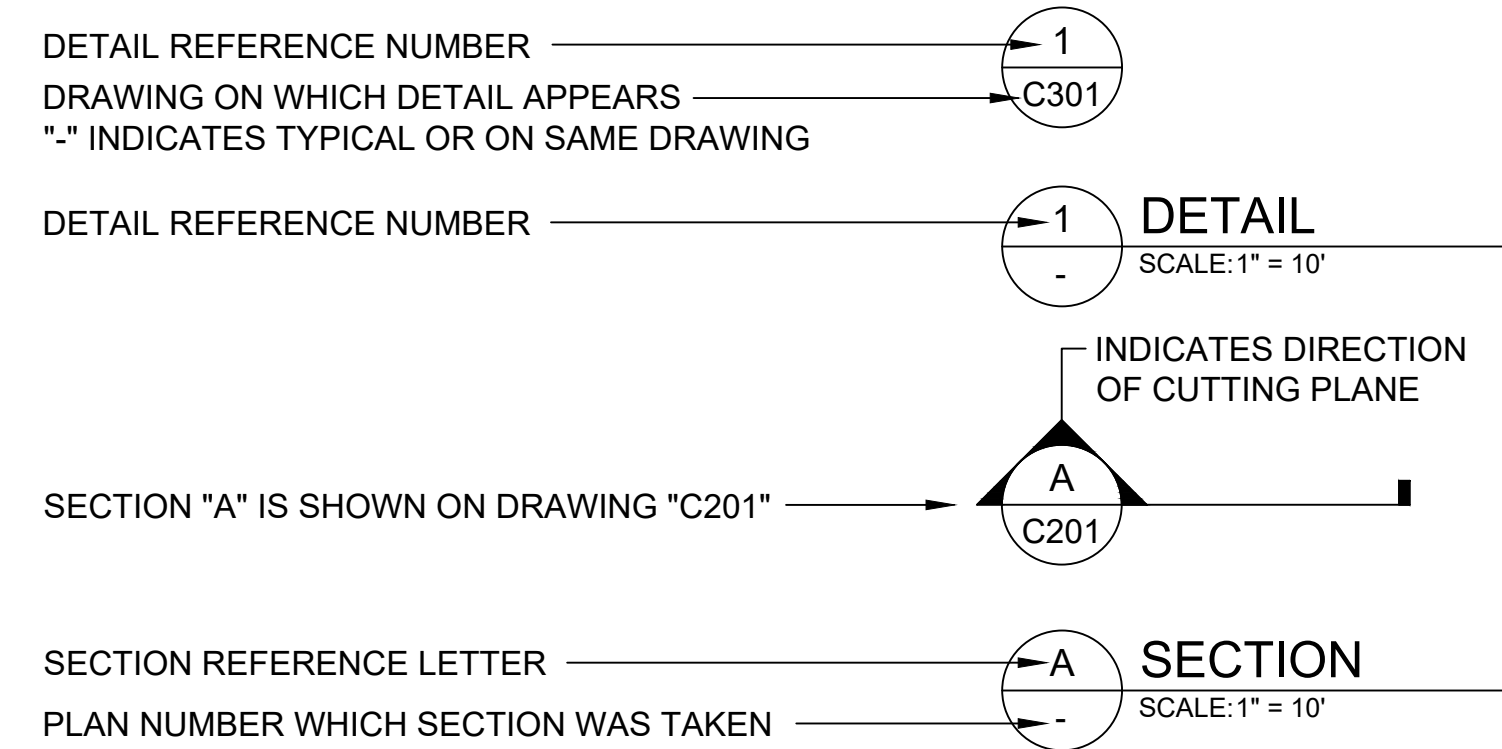 DETAIL REFERENCE NUMBER
1
DRAWING ON WHICH DETAIL APPEARS
C301
"-" INDICATES TYPICAL OR ON SAME DRAWING
DETAIL REFERENCE NUMBER
1
DETAIL
-
SCALE:1" = 10'
INDICATES DIRECTION
OF CUTTING PLANE
SECTION "A" IS SHOWN ON DRAWING "C201"
A
C201
SECTION REFERENCE LETTER
A
SECTION
PLAN NUMBER WHICH SECTION WAS TAKEN
-
SCALE:1" = 10'